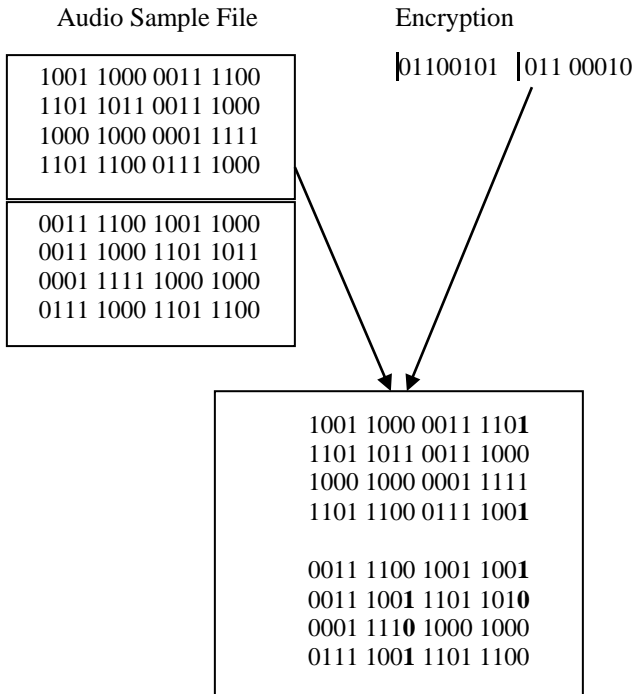 Audio Sample File
Encryption
01100101 011 00010
1001 1000 0011 1100
1101 1011 0011 1000
1000 1000 0001 1111
1101 1100 0111 1000
0011 1100 1001 1000
0011 1000 1101 1011
0001 1111 1000 1000
0111 1000 1101 1100
1001 1000 0011 1101
1101 1011 0011 1000
1000 1000 0001 1111
1101 1100 0111 1001
0011 1100 1001 1001
0011 1001 1101 1010
0001 1110 1000 1000
0111 1001 1101 1100